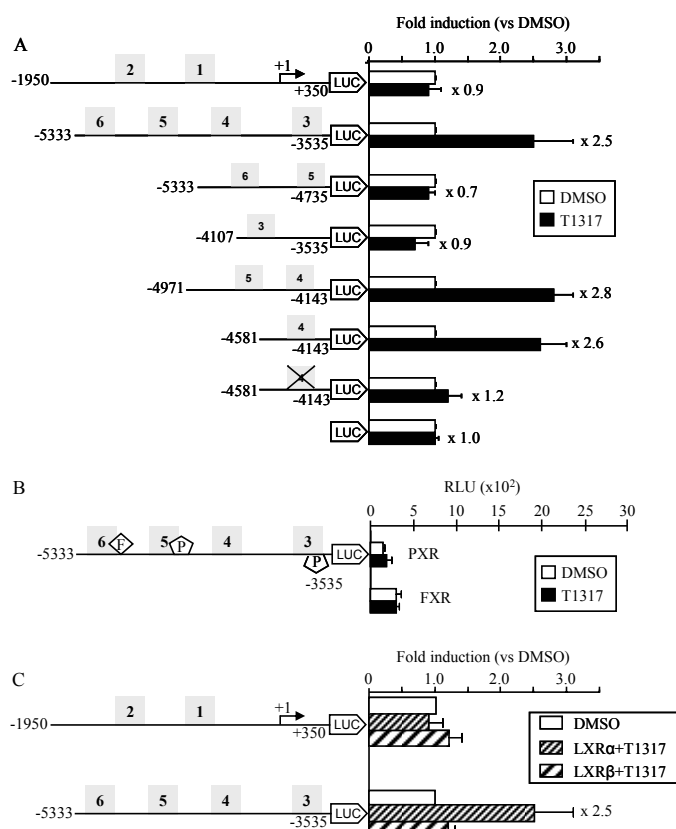 Fold induction (vs DMSO)
A
0 1.0 2.0 3.0
2 1 +1
-1950 +350 LUC x 0.9
6 5 4 3
-5333 -3535 LUC x 2.5
6 5
-5333 -4735 LUC x 0.7
DMSO
T1317
3
-4107 -3535 LUC x 0.9
5 4
-4971 -4143 LUC x 2.8
4
-4581 -4143 LUC x 2.6
4
-4581 -4143 LUC x 1.2
LUC x 1.0
B
RLU (x10²)
0 10 20 30
6 F 5 P 4 3 P
-5333 -3535 LUC PXR
FXR
DMSO
T1317
C
Fold induction (vs DMSO)
0 1.0 2.0 3.0
2 1 +1
-1950 +350 LUC
DMSO
LXRα+T1317
LXRβ+T1317
6 5 4 3
-5333 -3535 LUC x 2.5